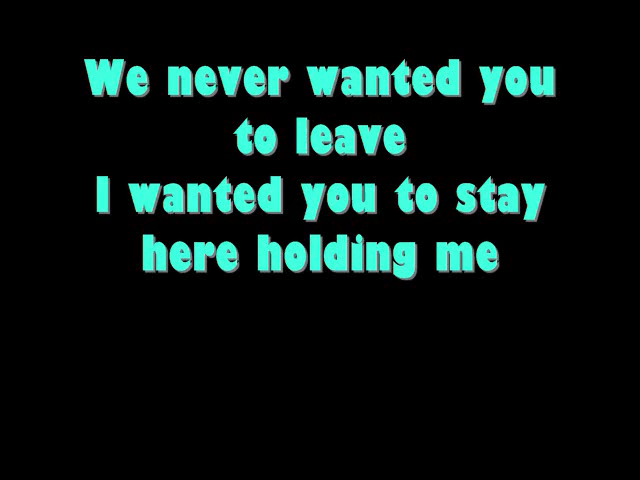 We never wanted you
to leave
I wanted you to stay
here holding me